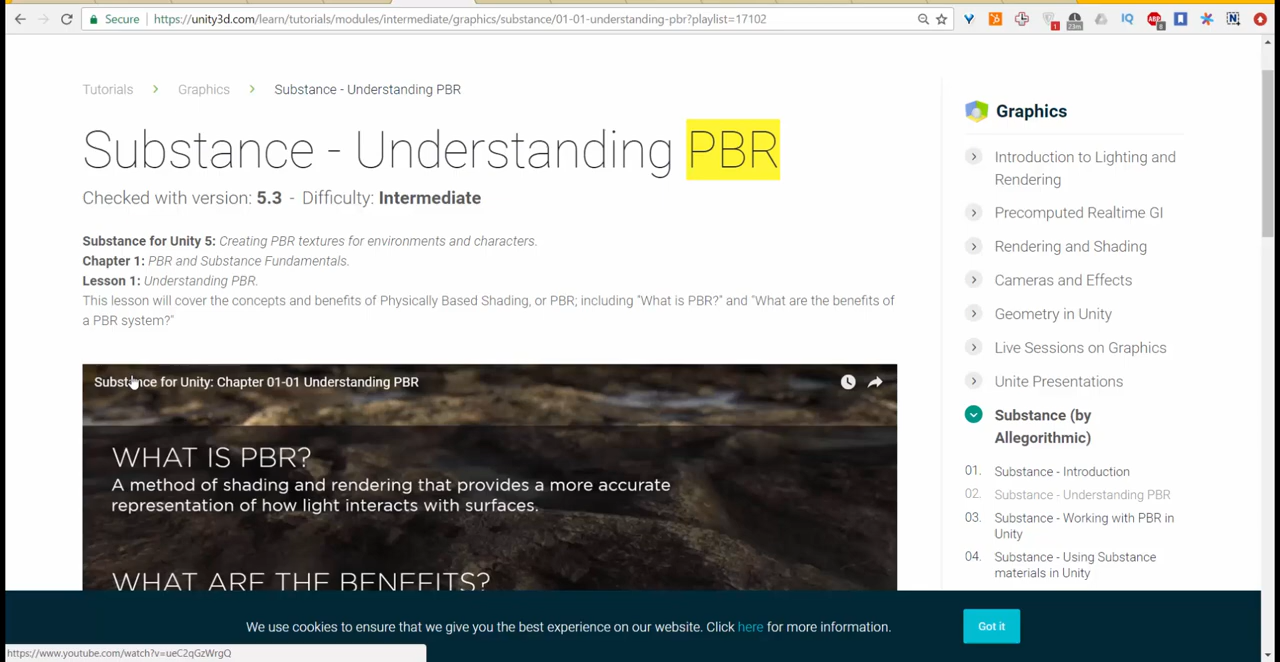 Secure
https://unity3d.com/learn/tutorials/modules/intermediate/graphics/substance/01-01-understanding-pbr?playlist=17102
IQ
ABP
1
23m
8
N
Tutorials > Graphics > Substance - Understanding PBR
Substance - Understanding PBR
Checked with version: 5.3 - Difficulty: Intermediate
Substance for Unity 5: Creating PBR textures for environments and characters.
Chapter 1: PBR and Substance Fundamentals.
Lesson 1: Understanding PBR.
This lesson will cover the concepts and benefits of Physically Based Shading, or PBR; including "What is PBR?" and "What are the benefits of
a PBR system?"
Substance for Unity: Chapter 01-01 Understanding PBR
WHAT IS PBR?
A method of shading and rendering that provides a more accurate
representation of how light interacts with surfaces.
WHAT ARE THE BENEFITS?
Graphics
Introduction to Lighting and
Rendering
Precomputed Realtime GI
Rendering and Shading
Cameras and Effects
Geometry in Unity
Live Sessions on Graphics
Unite Presentations
Substance (by
Allegorithmic)
01. Substance - Introduction
02. Substance - Understanding PBR
03. Substance - Working with PBR in
Unity
04. Substance - Using Substance
materials in Unity
We use cookies to ensure that we give you the best experience on our website. Click here for more information.
Got it
https://www.youtube.com/watch?v=ueC2qGzWrgQ